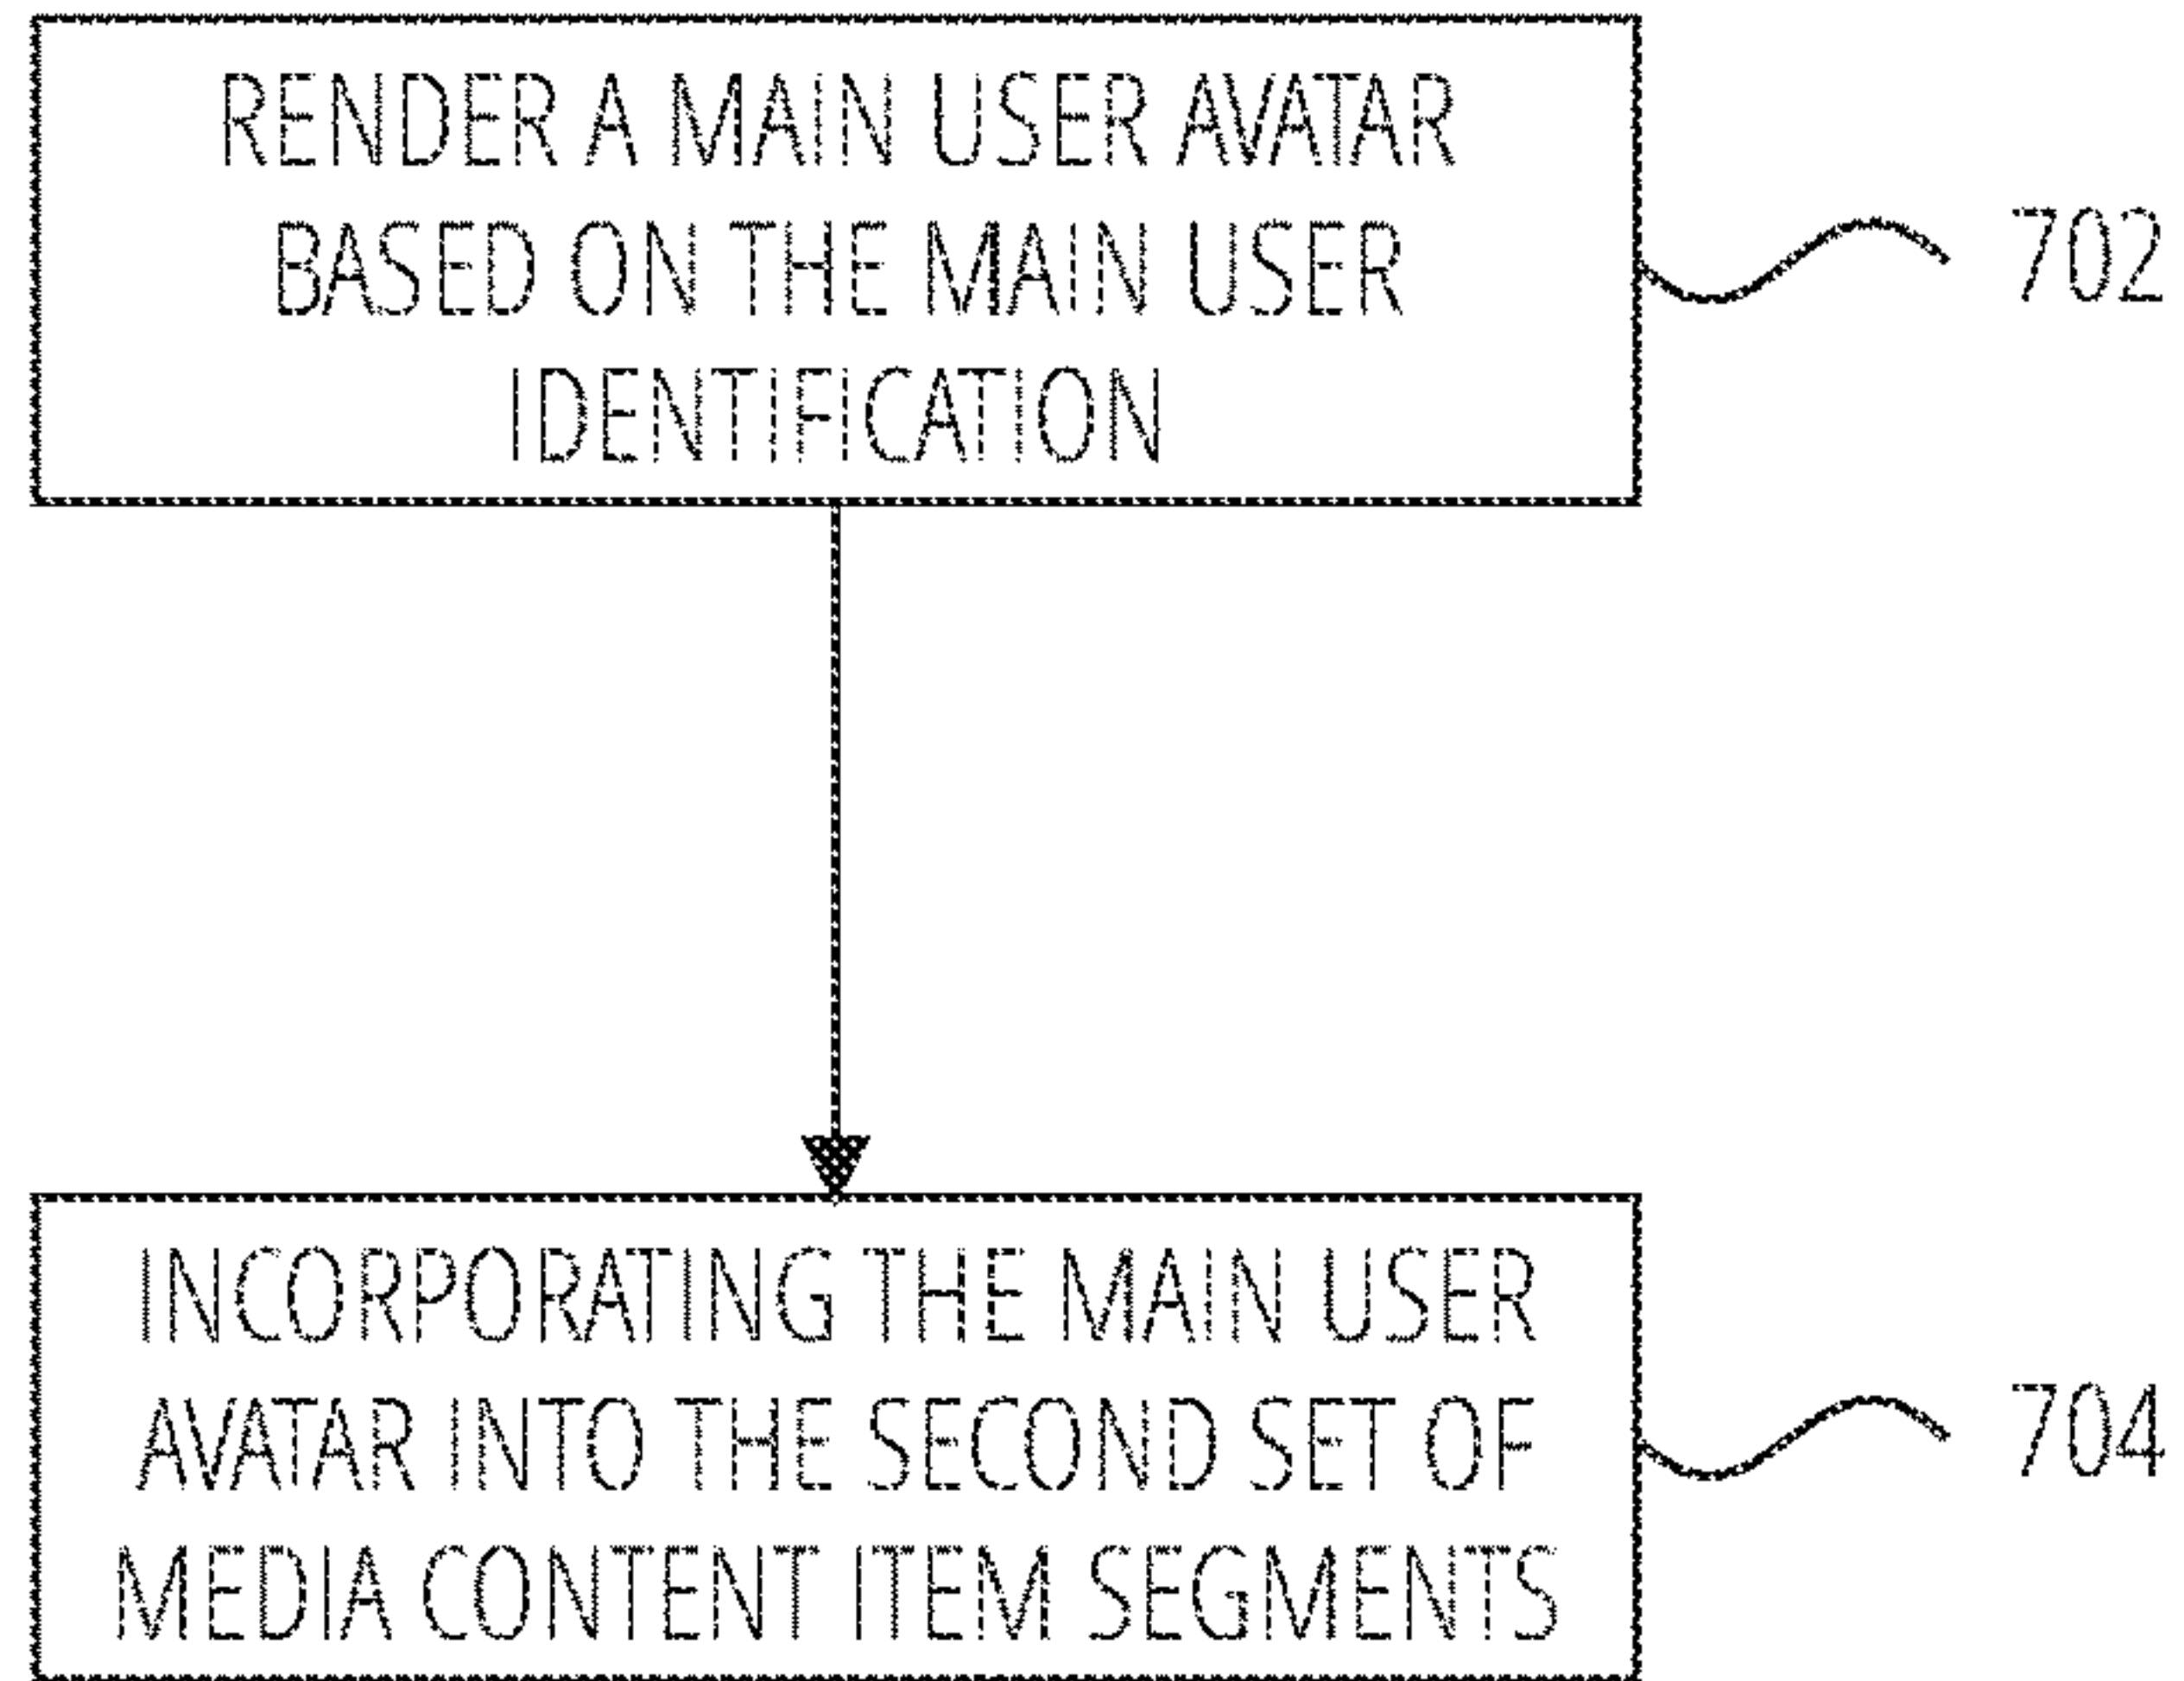 RENDER A MAIN USER AVATAR
BASED ON THE MAIN USER
IDENTIFICATION
702
INCORPORATING THE MAIN USER
AVATAR INTO THE SECOND SET OF
MEDIA CONTENT ITEM SEGMENTS
704